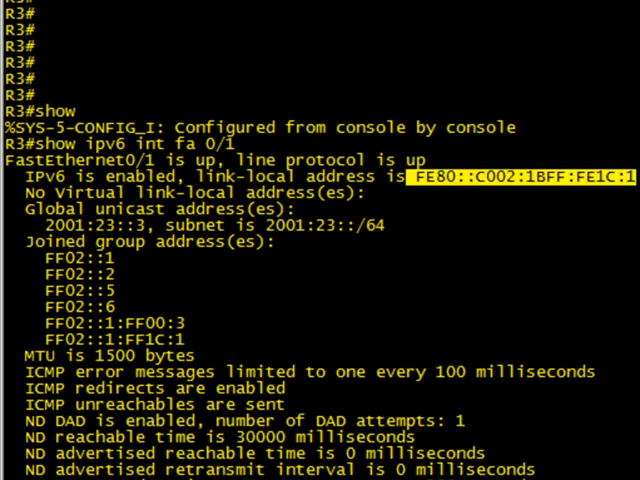 R3#
R3#
R3#
R3#
R3#
R3#
R3#show
%SYS-5-CONFIG_I: Configured from console by console
R3#show ipv6 int fa 0/1
FastEthernet0/1 is up, line protocol is up
IPv6 is enabled, link-local address is FE80::C002:1BFF:FE1C:1
No Virtual link-local address(es):
Global unicast address(es):
2001:23::3, subnet is 2001:23::/64
Joined group address(es):
FF02::1
FF02::2
FF02::5
FF02::6
FF02::1:FF00:3
FF02::1:FF1C:1
MTU is 1500 bytes
ICMP error messages limited to one every 100 milliseconds
ICMP redirects are enabled
ICMP unreachables are sent
ND DAD is enabled, number of DAD attempts: 1
ND reachable time is 30000 milliseconds
ND advertised reachable time is 0 milliseconds
ND advertised retransmit interval is 0 milliseconds